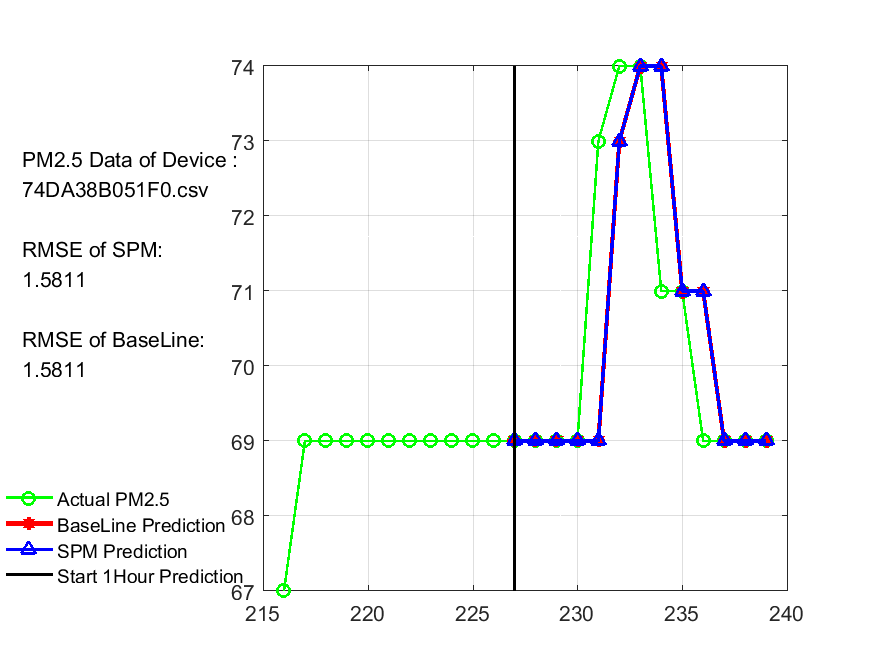 PM2.5 Data of Device :
74DA38B051F0.csv
RMSE of SPM:
1.5811
RMSE of BaseLine:
1.5811
Actual PM2.5
BaseLine Prediction
SPM Prediction
Start 1Hour Prediction
74
73
72
71
70
69
68
67
215 220 225 230 235 240